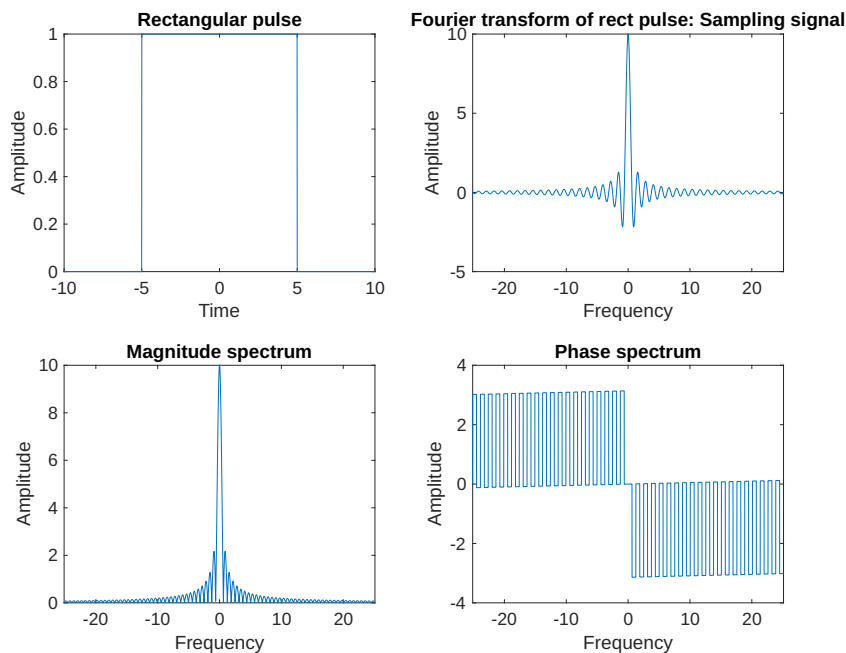 Rectangular pulse
1
0.8
0.6
0.4
0.2
0
Amplitude
-10 -5 0 5 10
Time
Fourier transform of rect pulse: Sampling signal
10
5
0
-5
Amplitude
-20 -10 0 10 20
Frequency
Magnitude spectrum
10
8
6
4
2
0
Amplitude
-20 -10 0 10 20
Frequency
Phase spectrum
4
2
0
-2
-4
Amplitude
-20 -10 0 10 20
Frequency